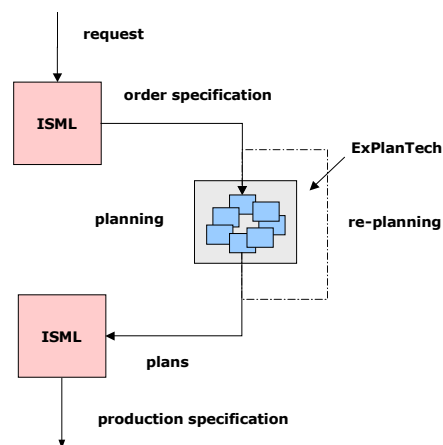 request
order specification
ISML
ExPlanTech
planning
re-planning
ISML
plans
production specification